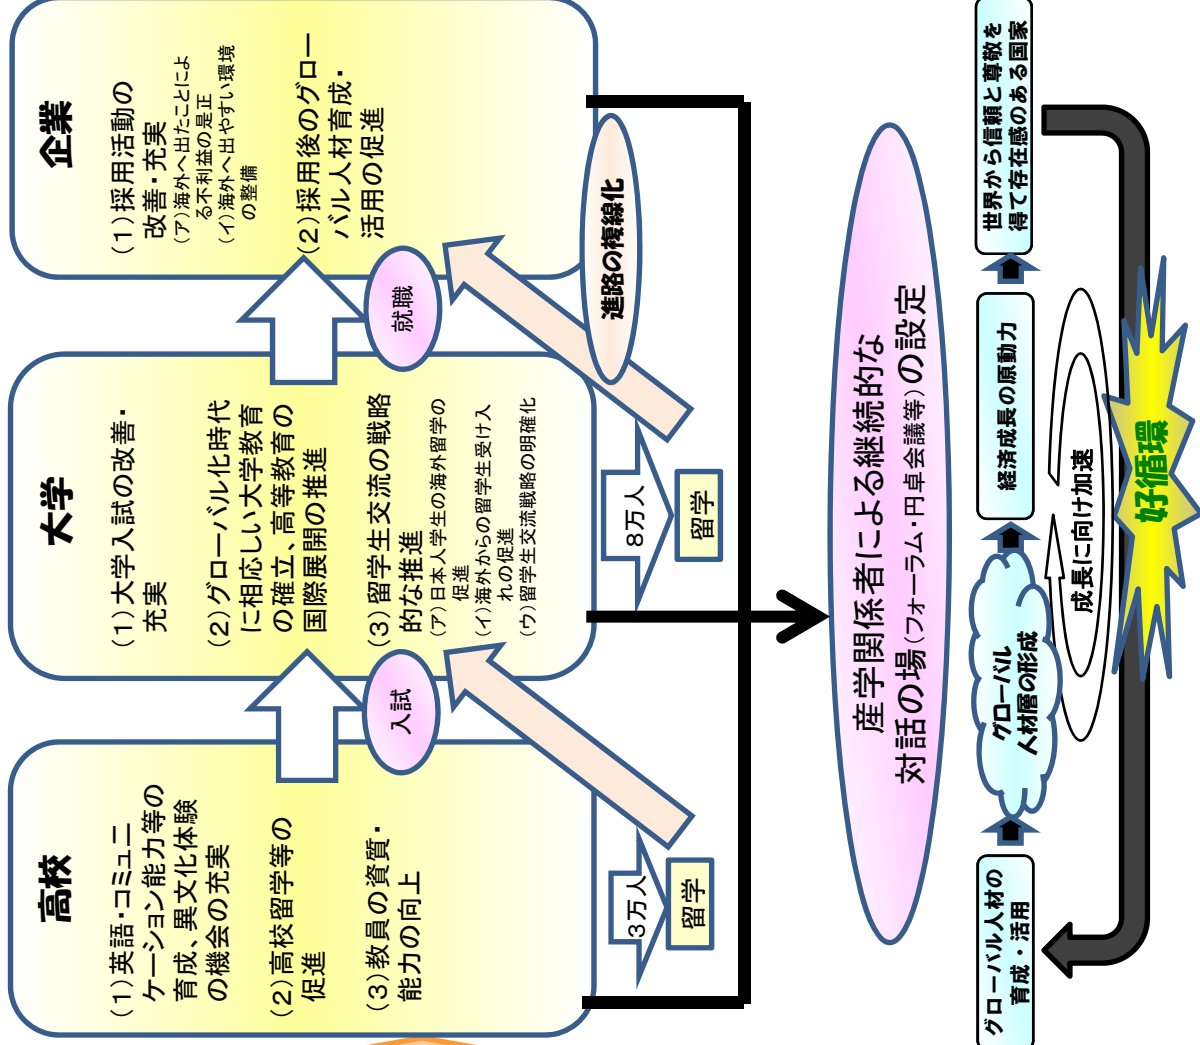 高校
（１）英語・コミュニ
ケーション能力等の
育成、異文化体験
の機会の充実
（２）高校留学等の
促進
（３）教員の資質・
能力の向上
3万人
留学
入試
大学
（１）大学入試の改善・
充実
（２）グローバル化時代
に相応しい大学教育
の確立、高等教育の
国際展開の推進
（３）留学生交流の戦略
的な推進
（ア）日本人学生の海外留学の
促進
（イ）海外からの留学生受け入
れの促進
（ウ）留学生交流戦略の明確化
8万人
留学
就職
企業
（１）採用活動の
改善・充実
（ア）海外へ出たことによ
る不利益の是正
（イ）海外へ出やすい環境
の整備
（２）採用後のグロー
バル人材育成・
活用の促進
進路の複線化
産学関係者による継続的な
対話の場（フォーラム・円卓会議等）の設定
グローバル人材の
育成・活用
グローバル
人材層の形成
経済成長の原動力
世界から信頼と尊敬を
得て存在感のある国家
成長に向け加速
好循環